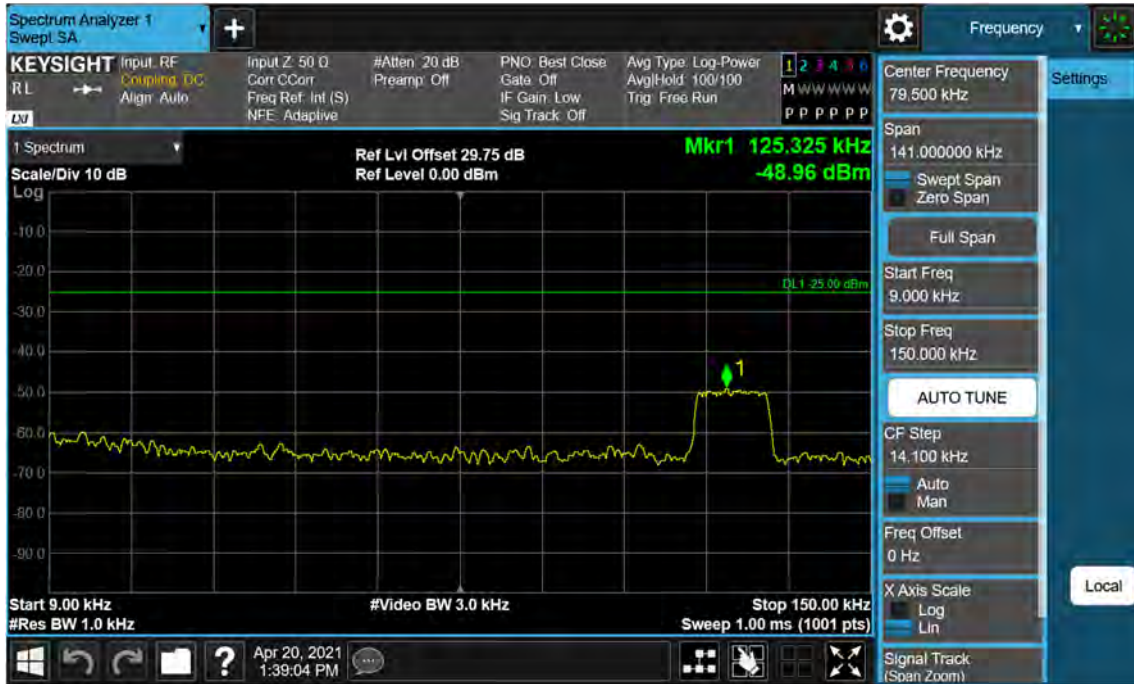 Spectrum Analyzer 1
Swept SA
Frequency
KEYSIGHT
RL
LXI
Input: RF
Coupling: DC
Align: Auto
Input Z: 50 Ω
Corr CCorr
Freq Ref: Int (S)
NFE: Adaptive
#Atten: 20 dB
Preamp: Off
PNO: Best Close
Gate: Off
IF Gain: Low
Sig Track: Off
Avg Type: Log-Power
Avg|Hold: 100/100
Trig: Free Run
1 2 3 4 5 6
M W W W W W
P P P P P P
1 Spectrum
Scale/Div 10 dB
Ref Lvl Offset 29.75 dB
Ref Level 0.00 dBm
Mkr1 125.325 kHz
-48.96 dBm
Log
-10.0
-20.0
DL1 -25.00 dBm
-30.0
-40.0
1
-50.0
-60.0
-70.0
-80.0
-90.0
Start 9.00 kHz
#Video BW 3.0 kHz
Stop 150.00 kHz
#Res BW 1.0 kHz
Sweep 1.00 ms (1001 pts)
?
Apr 20, 2021
1:39:04 PM
Center Frequency
79.500 kHz
Settings
Span
141.000000 kHz
Swept Span
Zero Span
Full Span
Start Freq
9.000 kHz
Stop Freq
150.000 kHz
AUTO TUNE
CF Step
14.100 kHz
Auto
Man
Freq Offset
0 Hz
X Axis Scale
Log
Lin
Local
Signal Track
(Span Zoom)